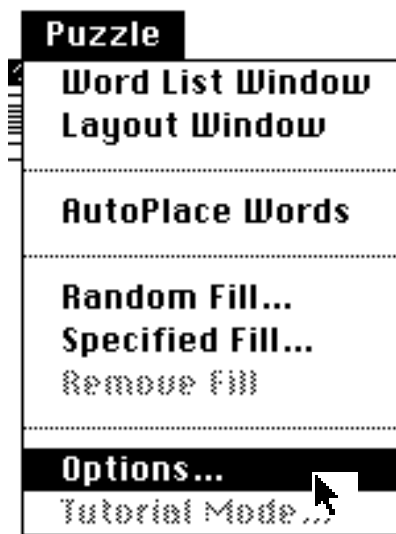 Puzzle
Word List Window
Layout Window
AutoPlace Words
Random Fill...
Specified Fill...
Remove Fill
Options...
Tutorial Mode...